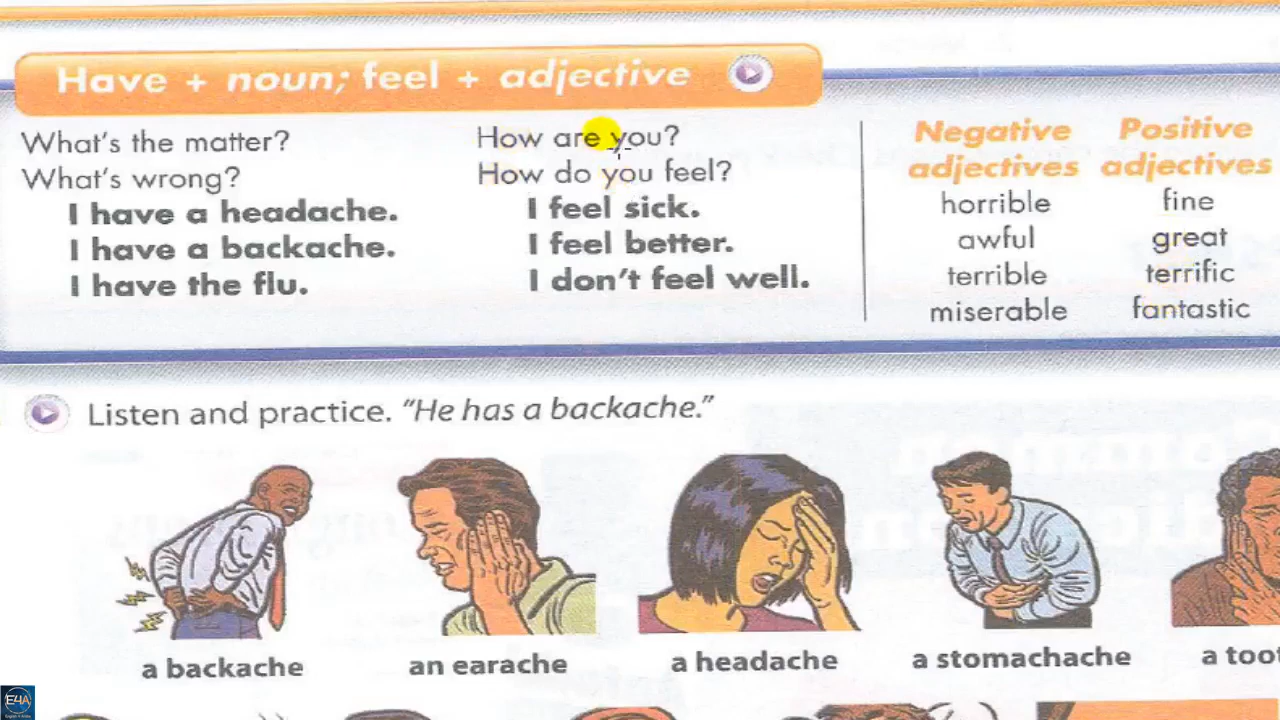 Have + noun; feel + adjective
What's the matter?
What's wrong?
I have a headache.
I have a backache.
I have the flu.
How are you?
How do you feel?
I feel sick.
I feel better.
I don't feel well.
Negative adjectives
horrible
awful
terrible
miserable
Positive adjectives
fine
great
terrific
fantastic
Listen and practice. "He has a backache."
a backache
an earache
a headache
a stomachache
a toot
E4A